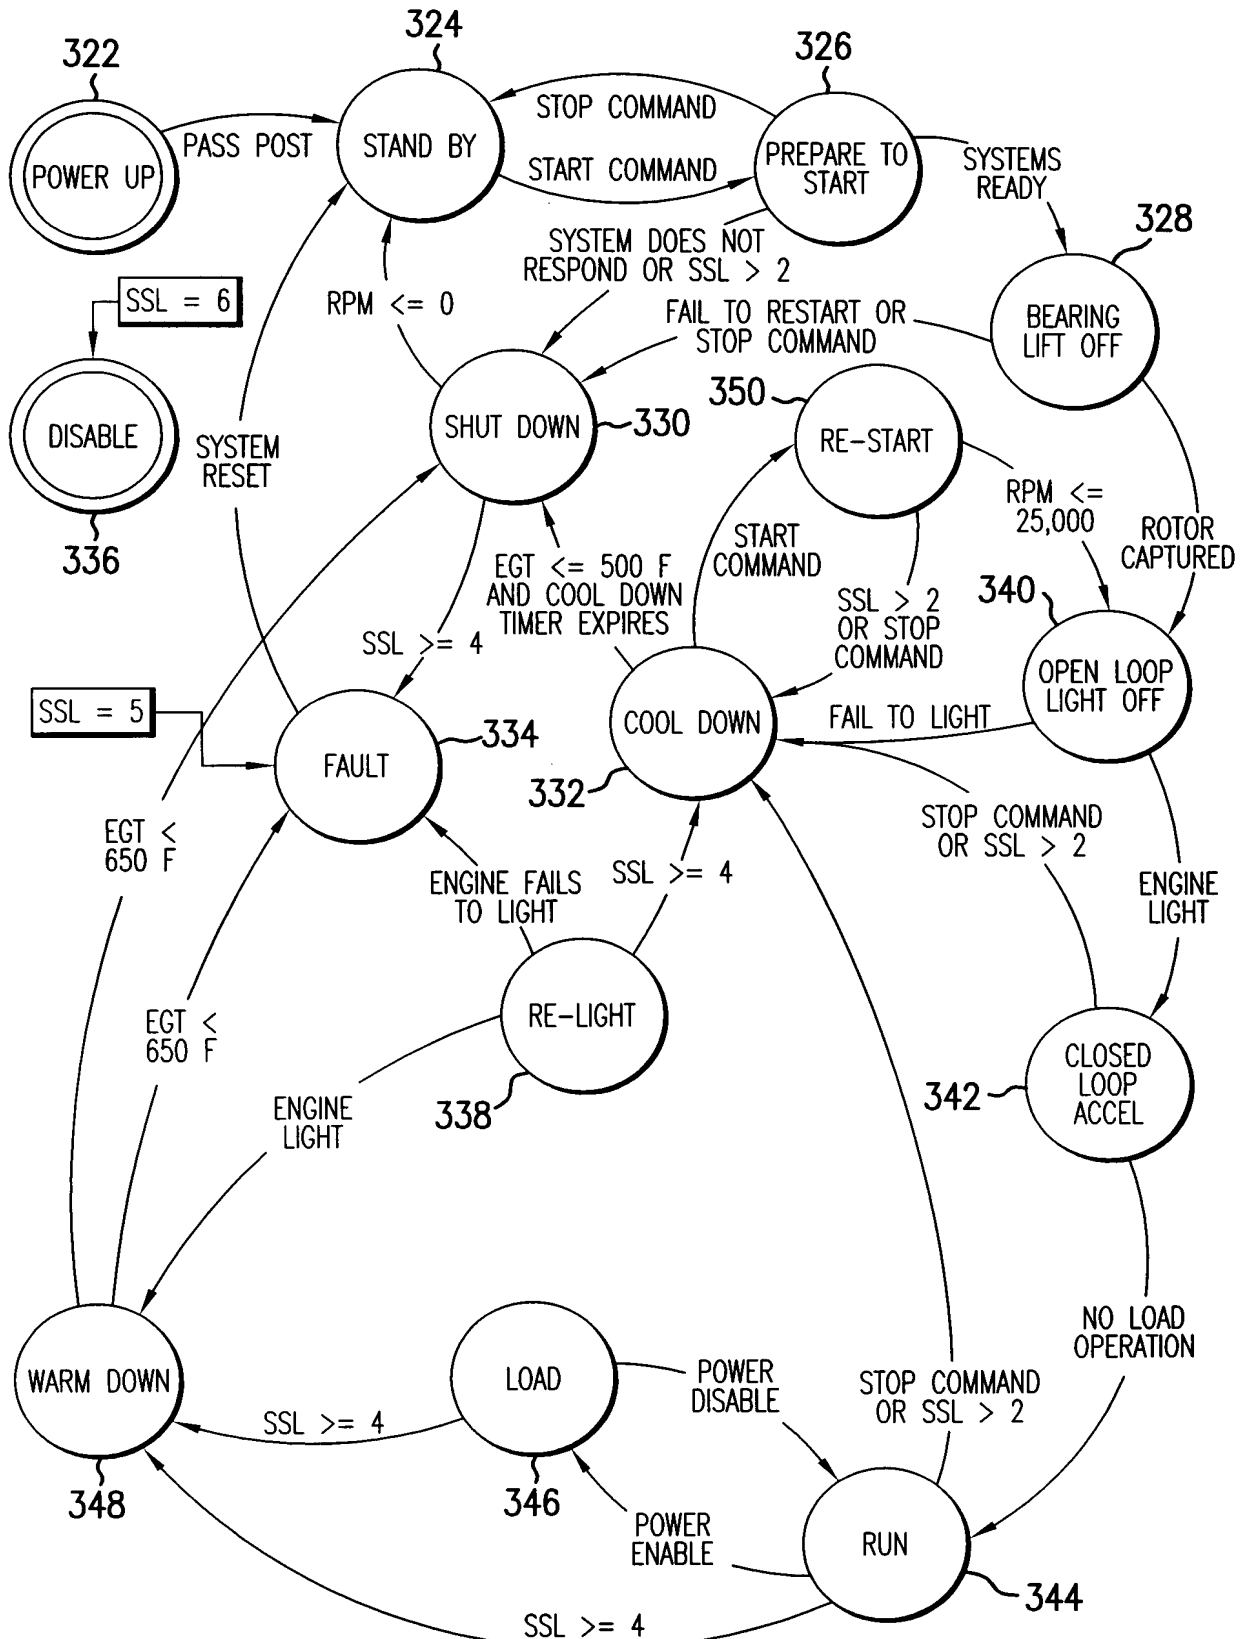 322
324
326
POWER UP
PASS POST
STAND BY
STOP COMMAND
START COMMAND
PREPARE TO
START
SYSTEMS
READY
328
SYSTEM DOES NOT
RESPOND OR SSL > 2
SSL = 6
RPM <= 0
FAIL TO RESTART OR
STOP COMMAND
BEARING
LIFT OFF
350
DISABLE
SYSTEM
RESET
SHUT DOWN
330
RE-START
RPM <=
25,000
ROTOR
CAPTURED
336
EGT <= 500 F
AND COOL DOWN
TIMER EXPIRES
START
COMMAND
SSL > 2
OR STOP
COMMAND
340
SSL >= 4
OPEN LOOP
LIGHT OFF
SSL = 5
FAULT
334
COOL DOWN
FAIL TO LIGHT
332
EGT <
650 F
STOP COMMAND
OR SSL > 2
ENGINE FAILS
TO LIGHT
SSL >= 4
ENGINE
LIGHT
EGT <
650 F
RE-LIGHT
338
ENGINE
LIGHT
342
CLOSED
LOOP
ACCEL
NO LOAD
OPERATION
WARM DOWN
348
SSL >= 4
LOAD
346
POWER
DISABLE
STOP COMMAND
OR SSL > 2
POWER
ENABLE
RUN
344
SSL >= 4